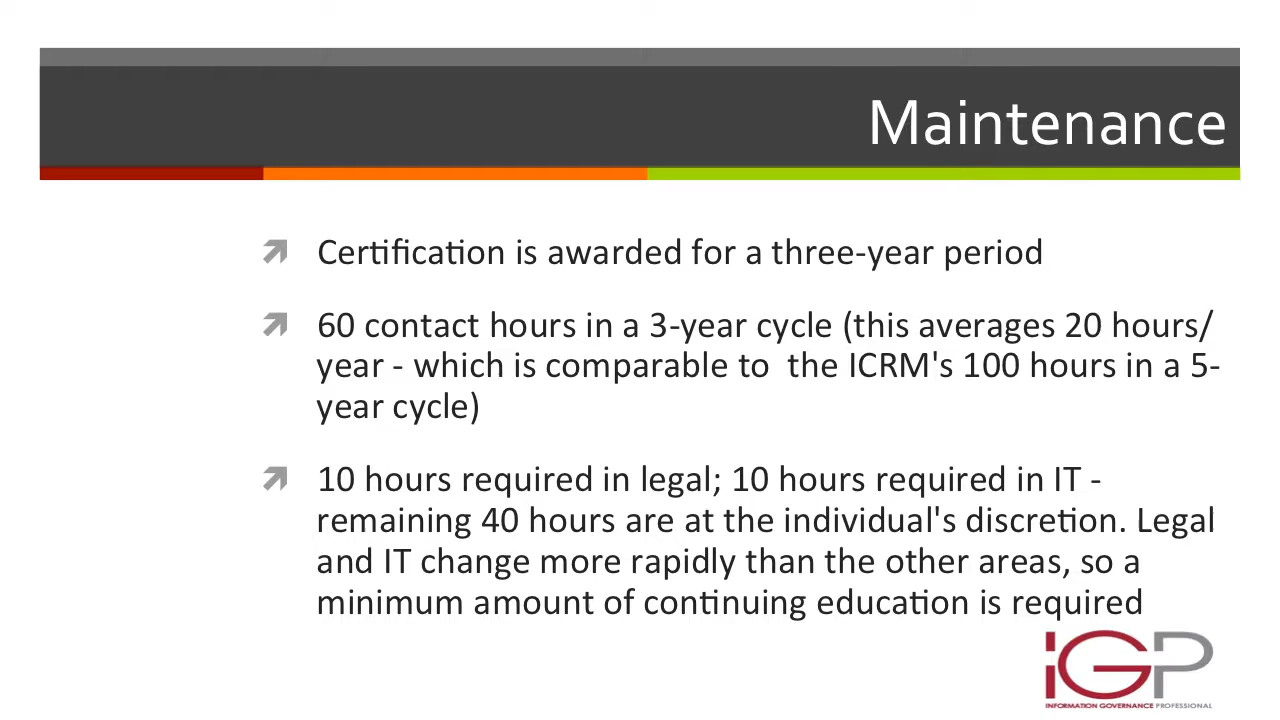 Maintenance
Certification is awarded for a three-year period
60 contact hours in a 3-year cycle (this averages 20 hours/
year - which is comparable to  the ICRM's 100 hours in a 5-
year cycle)
10 hours required in legal; 10 hours required in IT -
remaining 40 hours are at the individual's discretion. Legal
and IT change more rapidly than the other areas, so a
minimum amount of continuing education is required
iGP
INFORMATION GOVERNANCE PROFESSIONAL